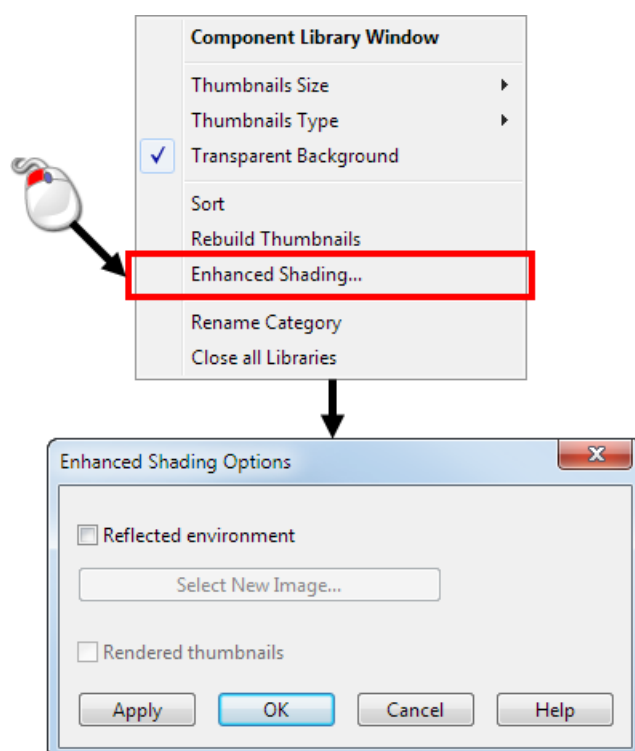 Component Library Window
Thumbnails Size
Thumbnails Type
Transparent Background
Sort
Rebuild Thumbnails
Enhanced Shading...
Rename Category
Close all Libraries
Enhanced Shading Options
Reflected environment
Select New Image...
Rendered thumbnails
Apply OK Cancel Help